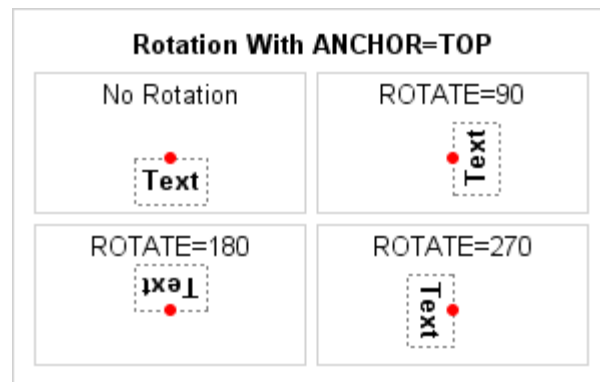 Rotation With ANCHOR=TOP
No Rotation
Text
ROTATE=90
Text
ROTATE=180
Text
ROTATE=270
Text